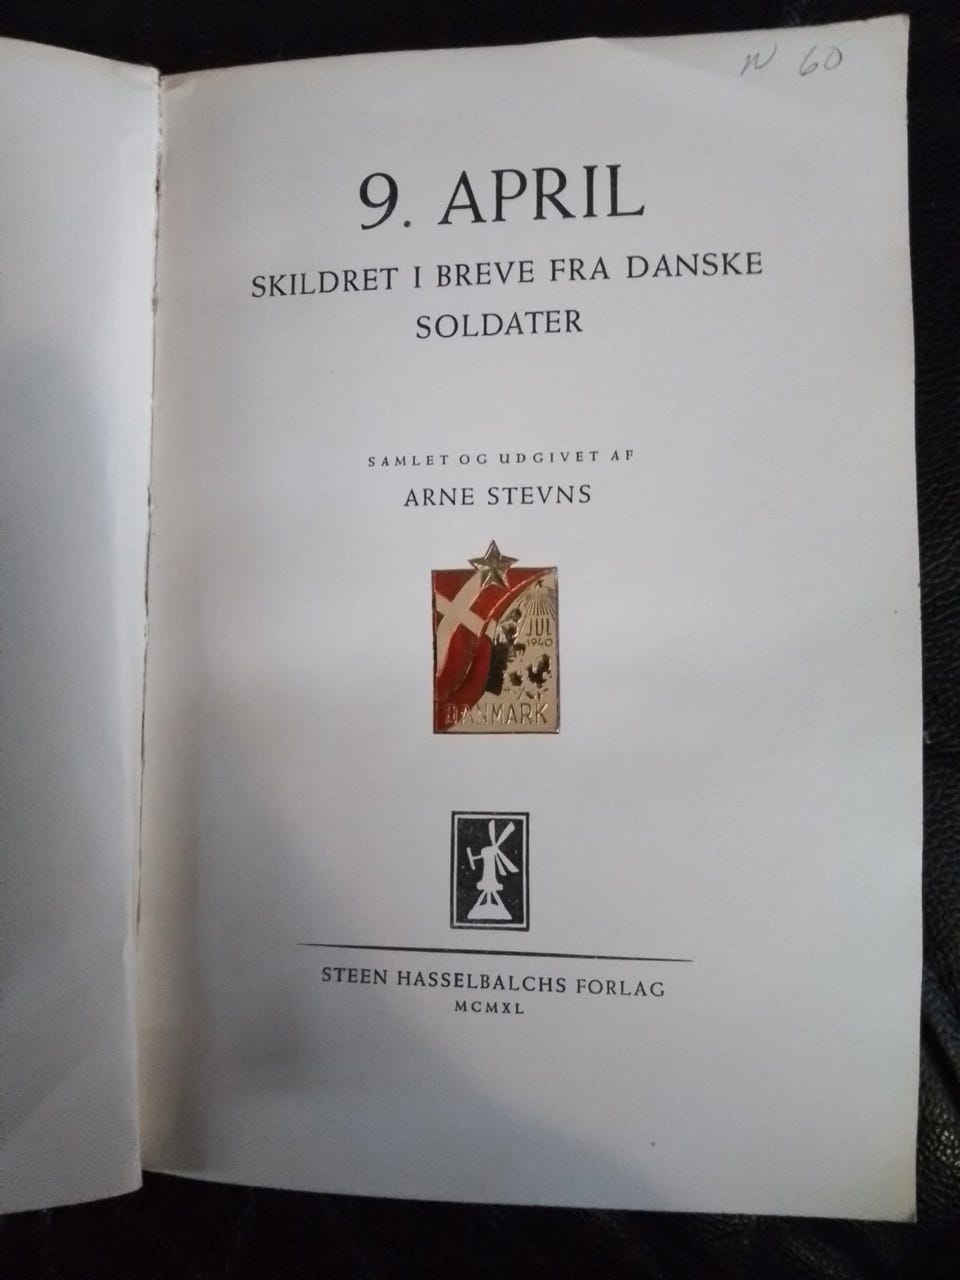 N 60
9. APRIL
SKILDRET I BREVE FRA DANSKE
SOLDATER
SAMLET OG UDGIVET AF
ARNE STEVNS
JUL
1940
DANMARK
STEEN HASSELBALCHS FORLAG
MCMXL